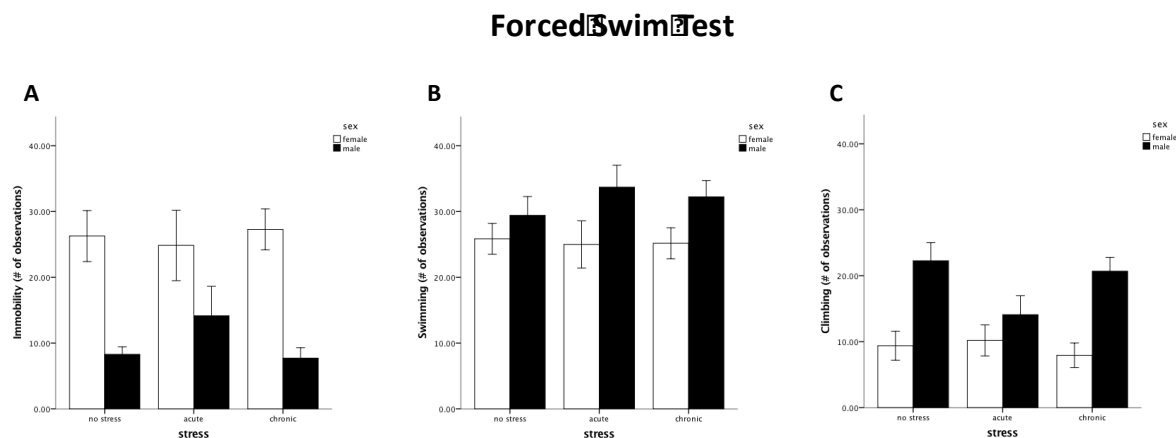 Forced Swim Test
A
B
C
sex
female
male
sex
female
male
sex
female
male
Immobility (# of observations)
40.00
30.00
20.00
10.00
0.00
no stress acute chronic
stress
Swimming (# of observations)
40.00
30.00
20.00
10.00
0.00
no stress acute chronic
stress
Climbing (# of observations)
40.00
30.00
20.00
10.00
0.00
no stress acute chronic
stress